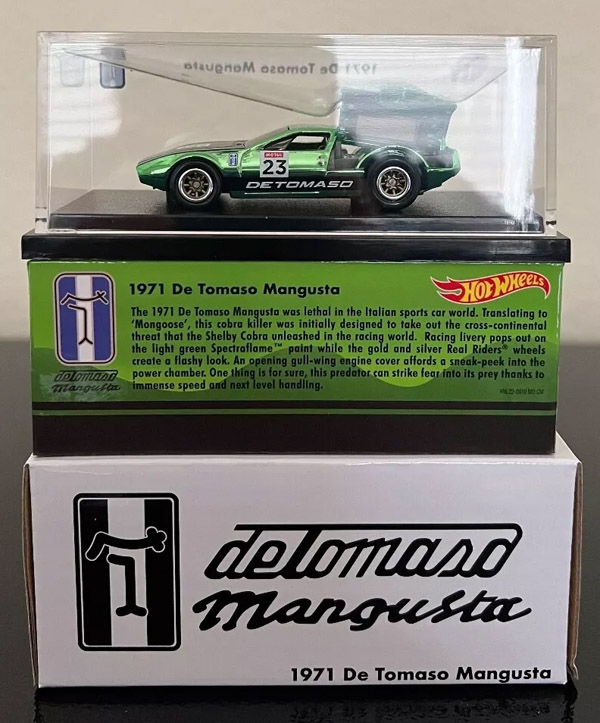 1971 De Tomaso Mangusta
MOTUL
23
DETOMASO
1971 De Tomaso Mangusta
HOT WHEELS
The 1971 De Tomaso Mangusta was lethal in the Italian sports car world. Translating to
'Mongoose', this cobra killer was initially designed to take out the cross-continental
threat that the Shelby Cobra unleashed in the racing world. Racing livery pops out on
the light green Spectraflame™ paint while the gold and silver Real Riders® wheels
create a flashy look. An opening gull-wing engine cover affords a sneak-peek into the
power chamber. One thing is for sure, this predator can strike fear into its prey thanks to
immense speed and next level handling.
deTomaso
Mangusta
deTomaso
Mangusta
1971 De Tomaso Mangusta